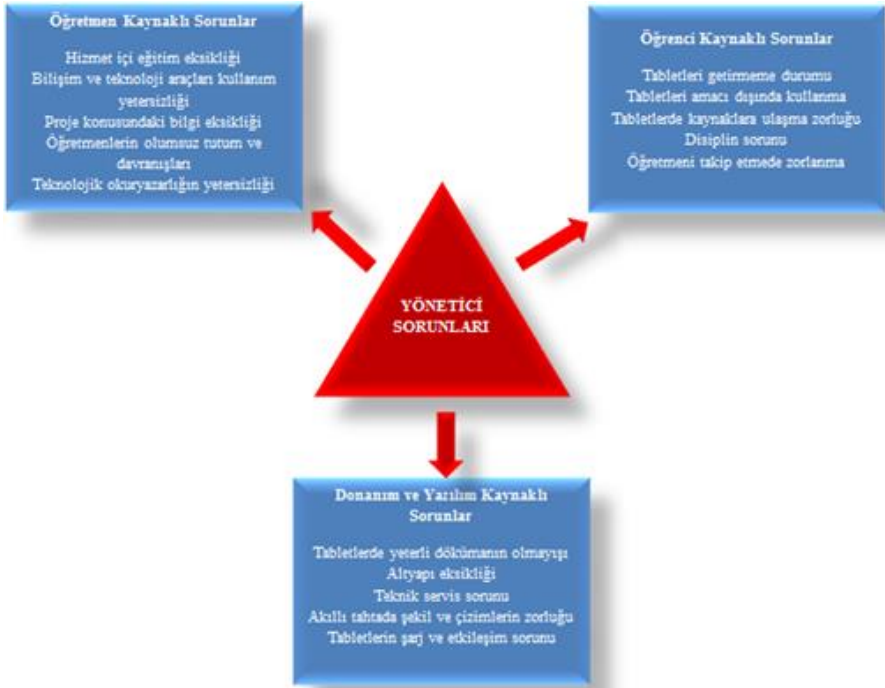 Öğretmen Kaynaklı Sorunlar
Hizmet içi eğitim eksikliği
Bilişim ve teknoloji araçları kullanım
yetersizliği
Proje konusundaki bilgi eksikliği
Öğretmenlerin olumsuz tutum ve
davranışları
Teknolojik okuryazarlığın yetersizliği
Öğrenci Kaynaklı Sorunlar
Tabletleri getirmeme durumu
Tabletleri amacı dışında kullanma
Tabletlerde kaynaklara ulaşma zorluğu
Disiplin sorunu
Öğretmeni takip etmede zorlanma
YÖNETİCİ
SORUNLARI
Donanım ve Yazılım Kaynaklı
Sorunlar
Tabletlerde yeterli dökümanın olmayışı
Altyapı eksikliği
Teknik servis sorunu
Akıllı tahtada şekil ve çizimlerin zorluğu
Tabletlerin şarj ve etkileşim sorunu